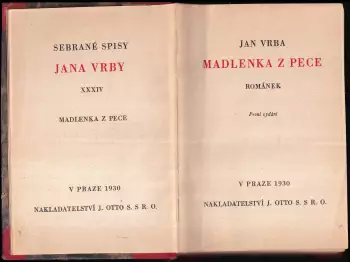 SEBRANÉ SPISY
JANA VRBY
XXXIV
MADLENKA Z PECE
V PRAZE 1930
NAKLADATELSTVÍ J. OTTO S. S R. O.
JAN VRBA
MADLENKA Z PECE
ROMÁNEK
První vydání
V PRAZE 1930
NAKLADATELSTVÍ J. OTTO S. S R. O.